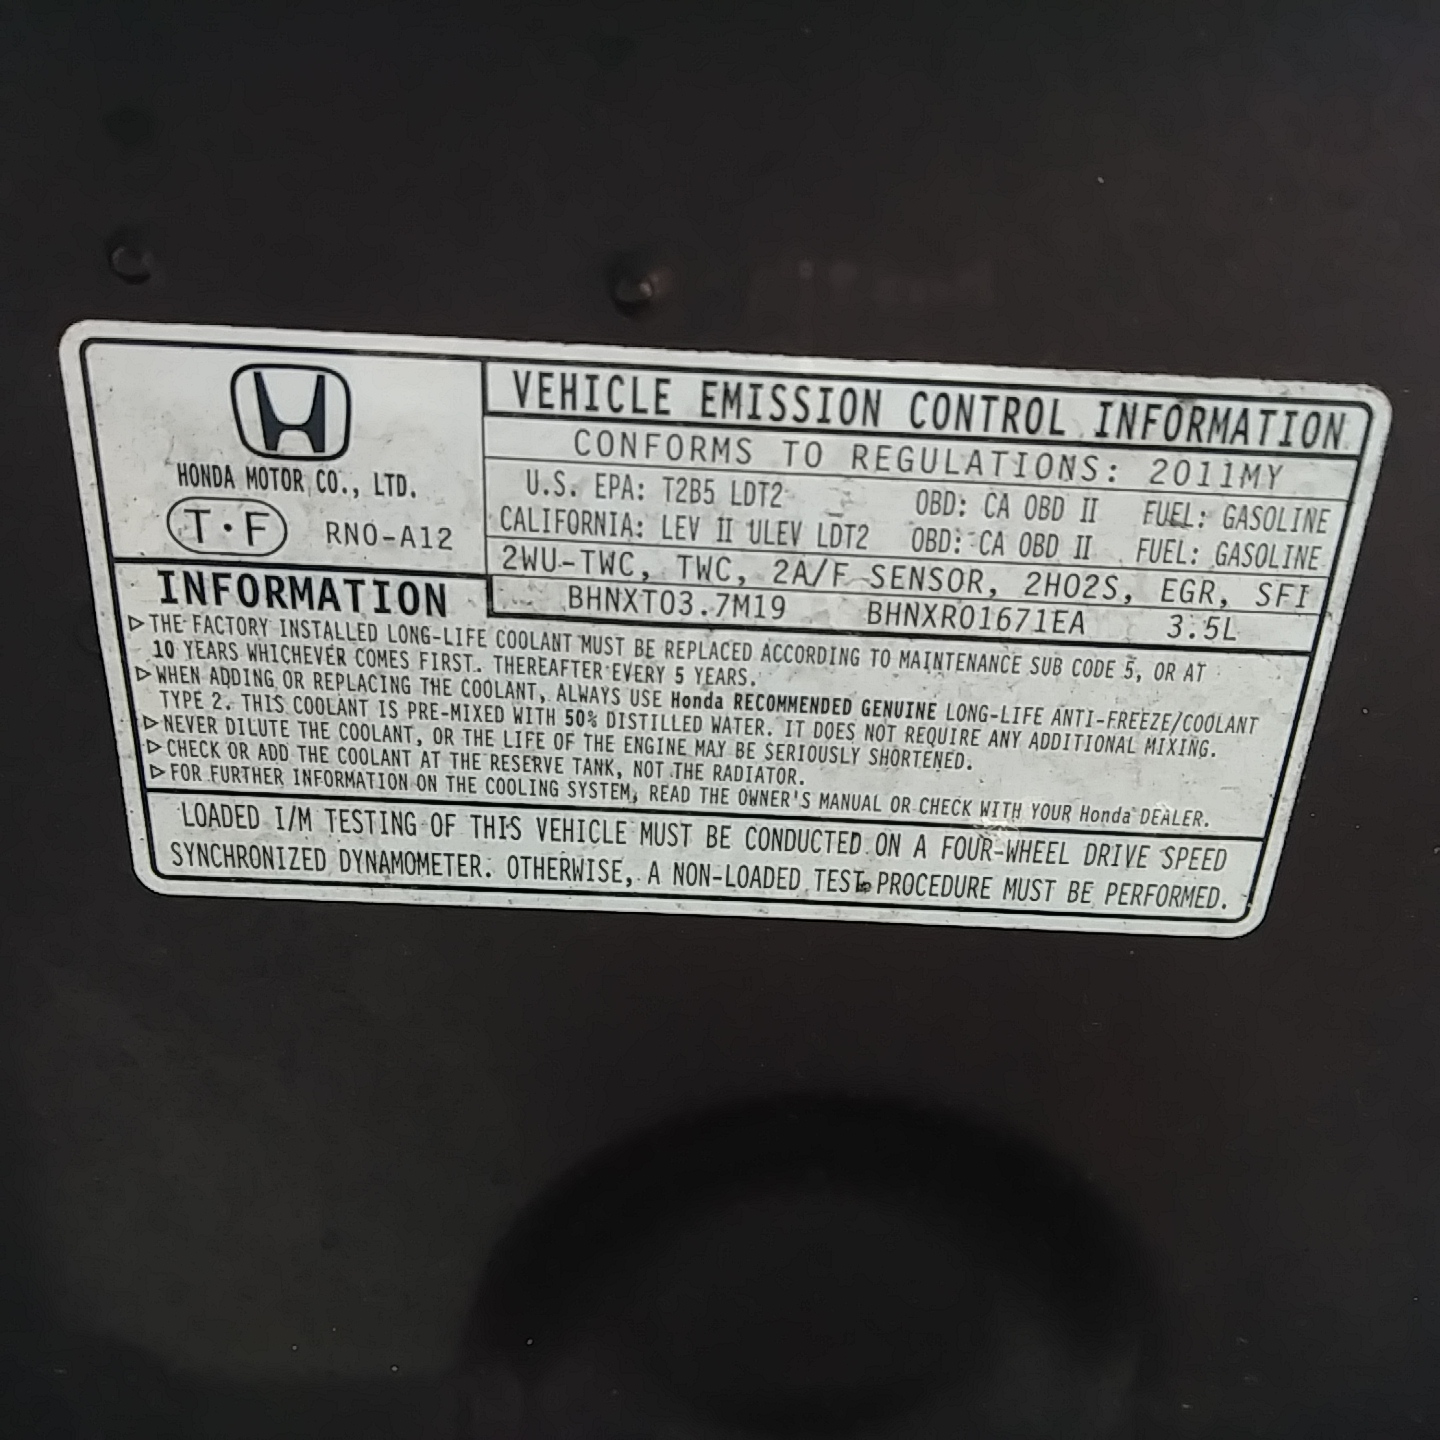 HONDA MOTOR CO., LTD.
T·F RNO-A12
VEHICLE EMISSION CONTROL INFORMATION
CONFORMS TO REGULATIONS: 2011MY
U.S. EPA: T2B5 LDT2 OBD: CA OBD II FUEL: GASOLINE
CALIFORNIA: LEV II ULEV LDT2 OBD: CA OBD II FUEL: GASOLINE
2WU-TWC, TWC, 2A/F SENSOR, 2HO2S, EGR, SFI
BHNXT03.7M19 BHNXR01671EA 3.5L
INFORMATION
▷THE FACTORY INSTALLED LONG-LIFE COOLANT MUST BE REPLACED ACCORDING TO MAINTENANCE SUB CODE 5, OR AT
10 YEARS WHICHEVER COMES FIRST. THEREAFTER EVERY 5 YEARS.
▷WHEN ADDING OR REPLACING THE COOLANT, ALWAYS USE Honda RECOMMENDED GENUINE LONG-LIFE ANTI-FREEZE/COOLANT
TYPE 2. THIS COOLANT IS PRE-MIXED WITH 50% DISTILLED WATER. IT DOES NOT REQUIRE ANY ADDITIONAL MIXING.
▷NEVER DILUTE THE COOLANT, OR THE LIFE OF THE ENGINE MAY BE SERIOUSLY SHORTENED.
▷CHECK OR ADD THE COOLANT AT THE RESERVE TANK, NOT THE RADIATOR.
▷FOR FURTHER INFORMATION ON THE COOLING SYSTEM, READ THE OWNER'S MANUAL OR CHECK WITH YOUR Honda DEALER.
LOADED I/M TESTING OF THIS VEHICLE MUST BE CONDUCTED ON A FOUR-WHEEL DRIVE SPEED
SYNCHRONIZED DYNAMOMETER. OTHERWISE, A NON-LOADED TEST PROCEDURE MUST BE PERFORMED.